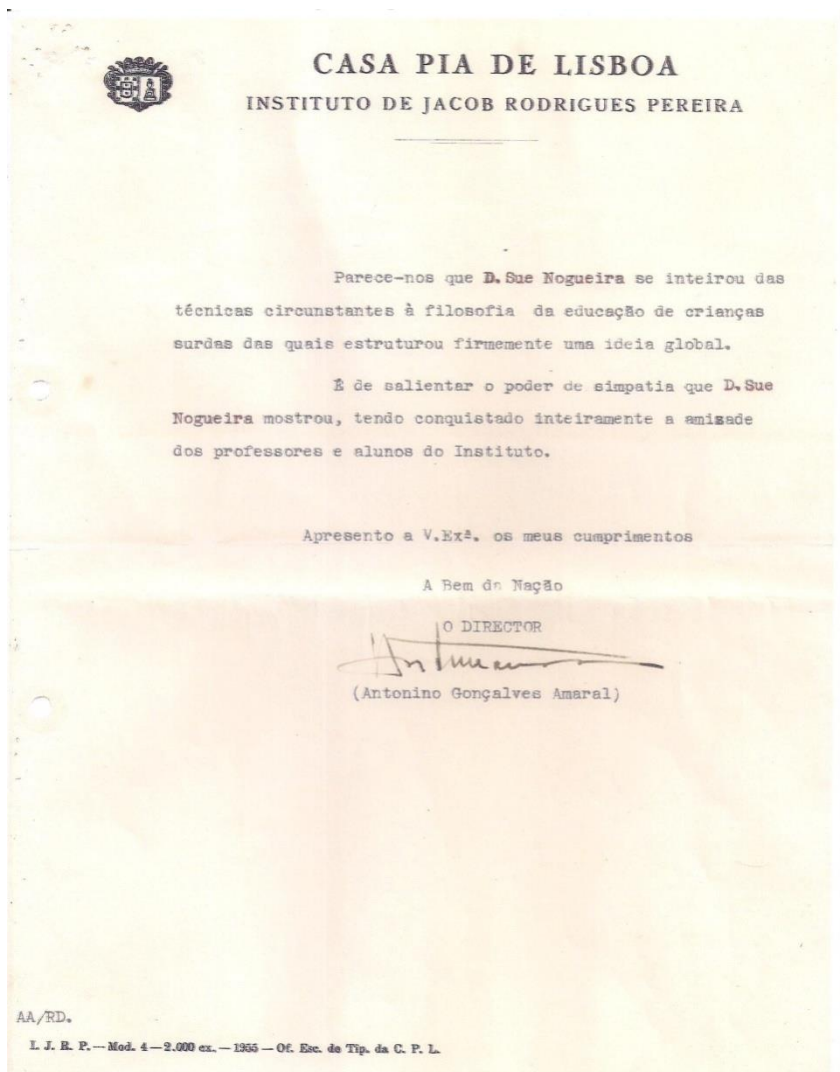 CASA PIA DE LISBOA
INSTITUTO DE JACOB RODRIGUES PEREIRA
Parece-nos que D. Sue Nogueira se inteirou das
técnicas circunstantes à filosofia da educação de crianças
surdas das quais estruturou firmemente uma ideia global.
É de salientar o poder de simpatia que D. Sue
Nogueira mostrou, tendo conquistado inteiramente a amizade
dos professores e alunos do Instituto.
Apresento a V.Exª. os meus cumprimentos
A Bem da Nação
O DIRECTOR
(Antonino Gonçalves Amaral)
AA/RD.
I. J. R. P. — Mod. 4 — 2.000 ex. — 1955 — Of. Esc. de Tip. da C. P. L.